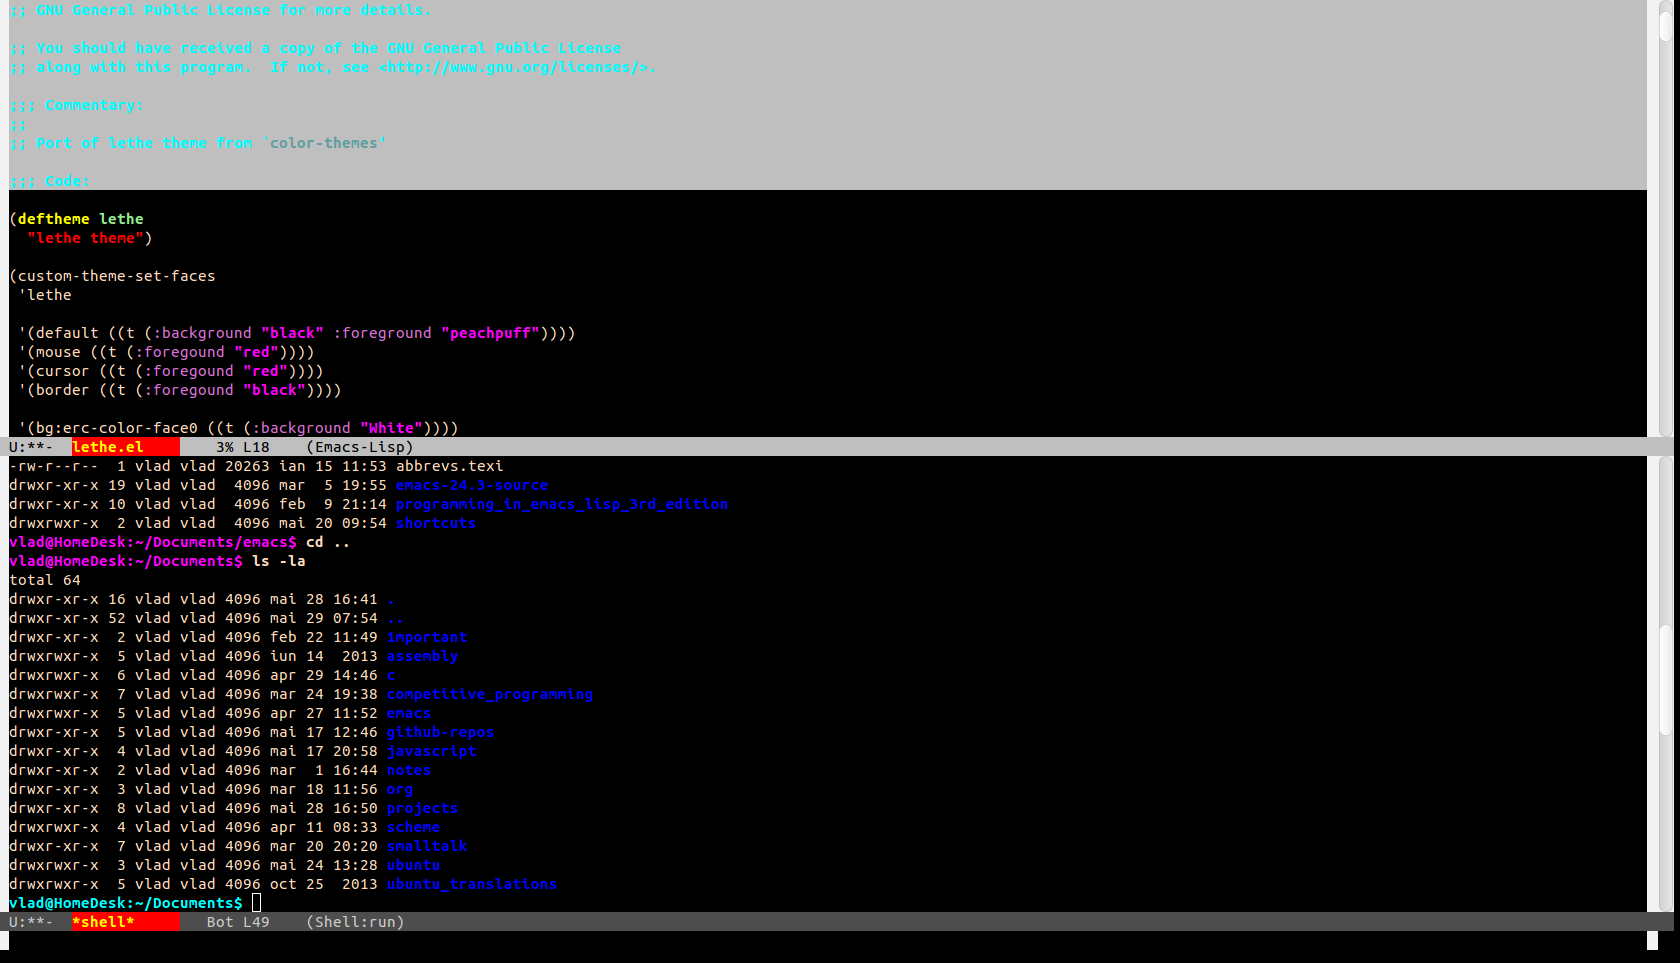 ;; GNU General Public License for more details.
;; You should have received a copy of the GNU General Public License
;; along with this program.  If not, see <http://www.gnu.org/licenses/>.
;;; Commentary:
;;
;; Port of lethe theme from `color-themes'
;;; Code:
(deftheme lethe
  "lethe theme")
(custom-theme-set-faces
 'lethe
 '(default ((t (:background "black" :foreground "peachpuff"))))
 '(mouse ((t (:foregound "red"))))
 '(cursor ((t (:foregound "red"))))
 '(border ((t (:foregound "black"))))
 '(bg:erc-color-face0 ((t (:background "White"))))
U:**-  lethe.el        3% L18    (Emacs-Lisp)
-rw-r--r--  1 vlad vlad 20263 ian 15 11:53 abbrevs.texi
drwxr-xr-x 19 vlad vlad  4096 mar  5 19:55 emacs-24.3-source
drwxr-xr-x 10 vlad vlad  4096 feb  9 21:14 programming_in_emacs_lisp_3rd_edition
drwxrwxr-x  2 vlad vlad  4096 mai 20 09:54 shortcuts
vlad@HomeDesk:~/Documents/emacs$ cd ..
vlad@HomeDesk:~/Documents$ ls -la
total 64
drwxr-xr-x 16 vlad vlad 4096 mai 28 16:41 .
drwxr-xr-x 52 vlad vlad 4096 mai 29 07:54 ..
drwxr-xr-x  2 vlad vlad 4096 feb 22 11:49 important
drwxrwxr-x  5 vlad vlad 4096 iun 14  2013 assembly
drwxrwxr-x  6 vlad vlad 4096 apr 29 14:46 c
drwxrwxr-x  7 vlad vlad 4096 mar 24 19:38 competitive_programming
drwxrwxr-x  5 vlad vlad 4096 apr 27 11:52 emacs
drwxr-xr-x  5 vlad vlad 4096 mai 17 12:46 github-repos
drwxrwxr-x  4 vlad vlad 4096 mai 17 20:58 javascript
drwxr-xr-x  2 vlad vlad 4096 mar  1 16:44 notes
drwxr-xr-x  3 vlad vlad 4096 mar 18 11:56 org
drwxr-xr-x  8 vlad vlad 4096 mai 28 16:50 projects
drwxrwxr-x  4 vlad vlad 4096 apr 11 08:33 scheme
drwxr-xr-x  7 vlad vlad 4096 mar 20 20:20 smalltalk
drwxrwxr-x  3 vlad vlad 4096 mai 24 13:28 ubuntu
drwxrwxr-x  5 vlad vlad 4096 oct 25  2013 ubuntu_translations
vlad@HomeDesk:~/Documents$
U:**-  *shell*        Bot L49    (Shell:run)